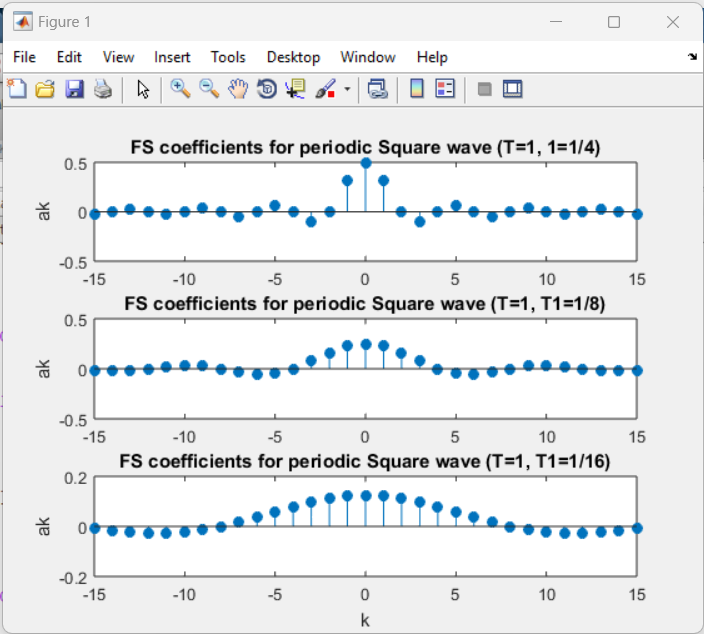 Figure 1
File Edit View Insert Tools Desktop Window Help
FS coefficients for periodic Square wave (T=1, 1=1/4)
0.5
0
-0.5
ak
-15 -10 -5 0 5 10 15
FS coefficients for periodic Square wave (T=1, T1=1/8)
0.5
0
-0.5
ak
-15 -10 -5 0 5 10 15
FS coefficients for periodic Square wave (T=1, T1=1/16)
0.2
0
-0.2
ak
-15 -10 -5 0 5 10 15
k